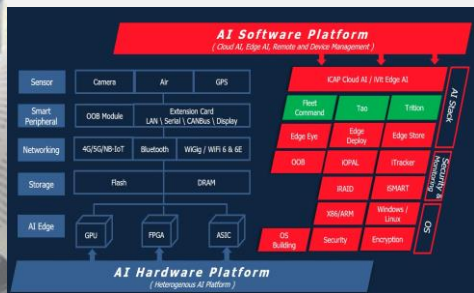 AI Software Platform
( Cloud AI, Edge AI, Remote and Device Management )
Sensor
Camera
Air
GPS
Smart
Peripheral
OOB Module
Extension Card
LAN \ Serial \ CANBus \ Display
Networking
4G/5G/NB-IoT
Bluetooth
WiGig / WiFi 6 & 6E
Storage
Flash
DRAM
AI Edge
GPU
FPGA
ASIC
AI Hardware Platform
( Heterogenous AI Platform )
iCAP Cloud AI / iVit Edge AI
Fleet
Command
Tao
Trition
Edge Eye
Edge
Deploy
Edge Store
OOB
iOPAL
iTracker
iRAID
iSMART
X86/ARM
Windows /
Linux
OS
Building
Security
Encryption
AI Stack
Security &
Monitoring
OS